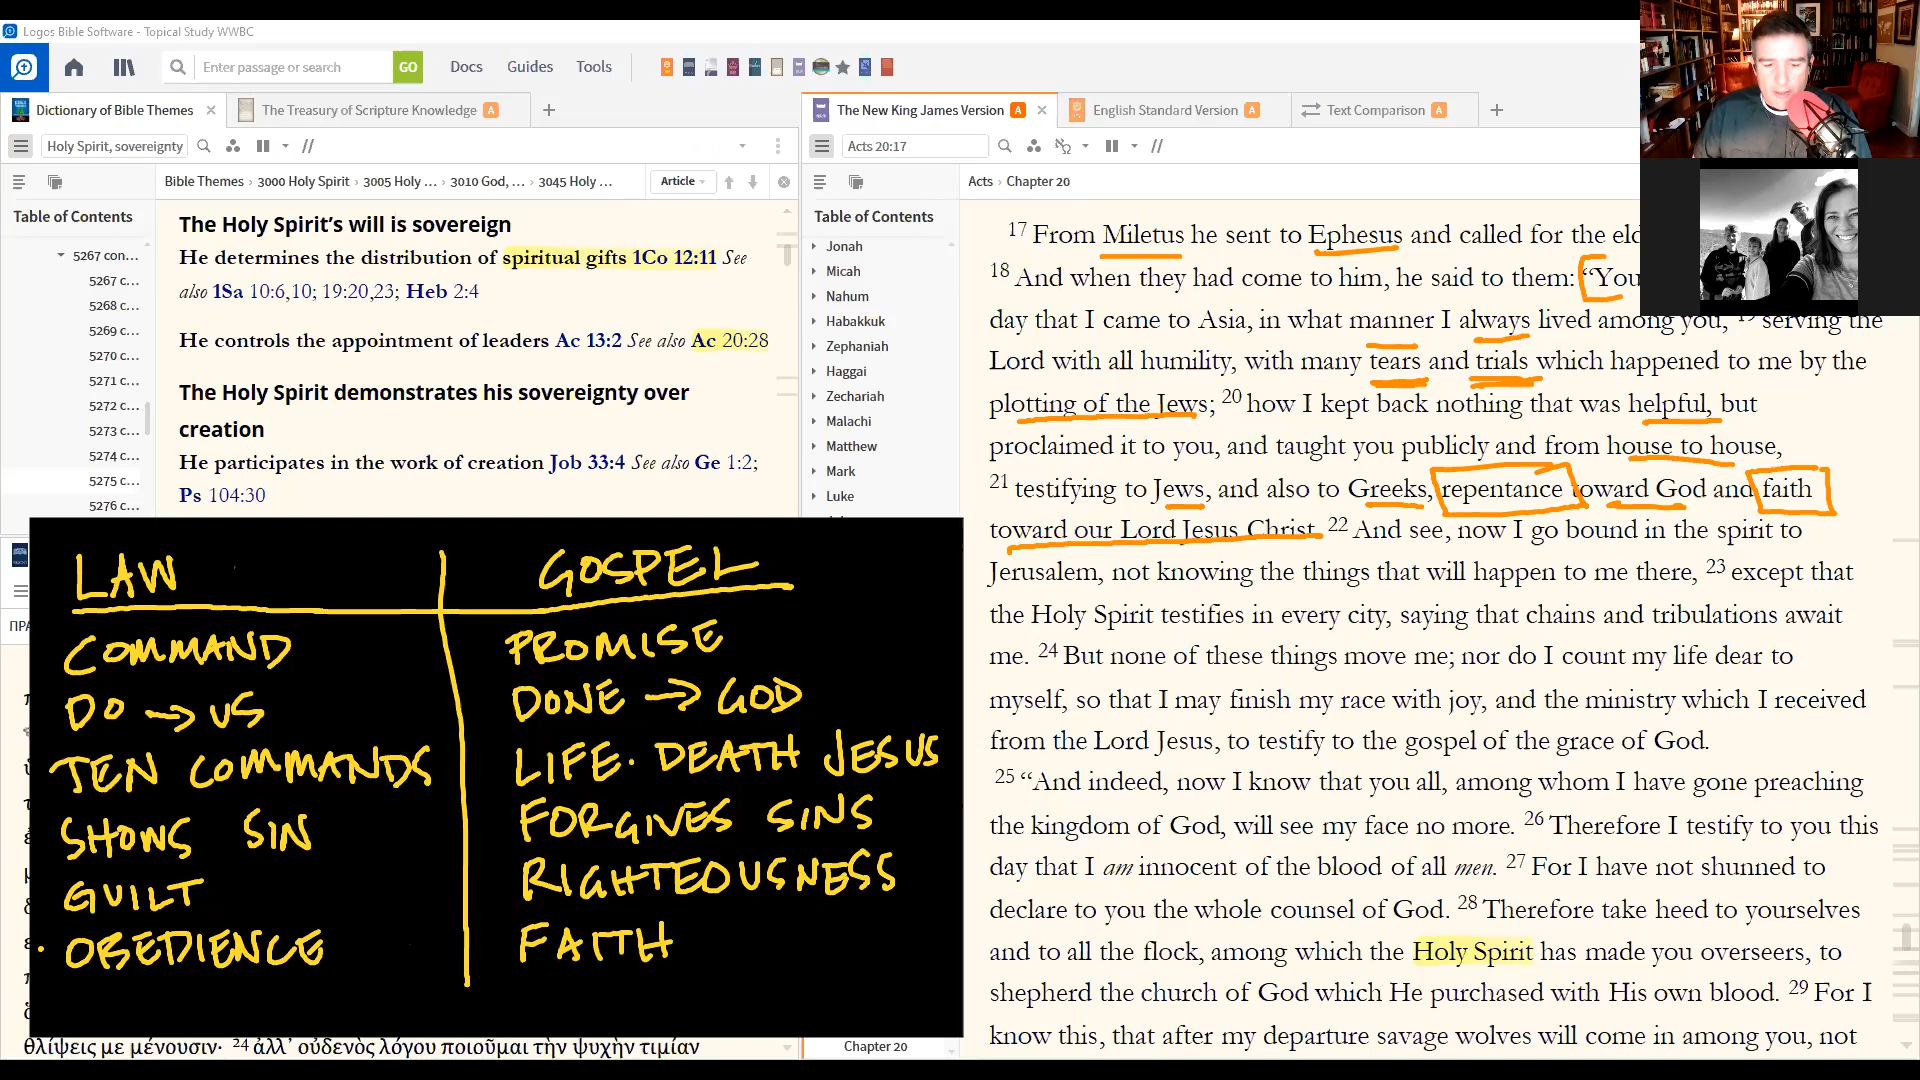 Logos Bible Software - Topical Study WWBC
Enter passage or search GO Docs Guides Tools
Dictionary of Bible Themes The Treasury of Scripture Knowledge A
Holy Spirit, sovereignty
Bible Themes › 3000 Holy Spirit › 3005 Holy ... › 3010 God, ... › 3045 Holy ... Article
Table of Contents
5267 con...
5267 c...
5268 c...
5269 c...
5270 c...
5271 c...
5272 c...
5273 c...
5274 c...
5275 c...
5276 c...
The Holy Spirit's will is sovereign
He determines the distribution of spiritual gifts 1Co 12:11 See
also 1Sa 10:6,10; 19:20,23; Heb 2:4
He controls the appointment of leaders Ac 13:2 See also Ac 20:28
The Holy Spirit demonstrates his sovereignty over
creation
He participates in the work of creation Job 33:4 See also Ge 1:2;
Ps 104:30
LAW GOSPEL
COMMAND PROMISE
DO → US DONE → GOD
TEN COMMANDS LIFE. DEATH JESUS
SHOWS SIN FORGIVES SINS
GUILT RIGHTEOUSNESS
OBEDIENCE FAITH
θλίψεις με μένουσιν· 24 ἀλλ᾽ οὐδενὸς λόγου ποιοῦμαι τὴν ψυχὴν τιμίαν
The New King James Version A English Standard Version A Text Comparison A
Acts 20:17
Acts › Chapter 20
Table of Contents
Jonah
Micah
Nahum
Habakkuk
Zephaniah
Haggai
Zechariah
Malachi
Matthew
Mark
Luke
Chapter 20
17 From Miletus he sent to Ephesus and called for the
18 And when they had come to him, he said to them:
day that I came to Asia, in what manner I always lived among you, 19 serving the
Lord with all humility, with many tears and trials which happened to me by the
plotting of the Jews; 20 how I kept back nothing that was helpful, but
proclaimed it to you, and taught you publicly and from house to house,
21 testifying to Jews, and also to Greeks, repentance toward God and faith
toward our Lord Jesus Christ. 22 And see, now I go bound in the spirit to
Jerusalem, not knowing the things that will happen to me there, 23 except that
the Holy Spirit testifies in every city, saying that chains and tribulations await
me. 24 But none of these things move me; nor do I count my life dear to
myself, so that I may finish my race with joy, and the ministry which I received
from the Lord Jesus, to testify to the gospel of the grace of God.
25 “And indeed, now I know that you all, among whom I have gone preaching
the kingdom of God, will see my face no more. 26 Therefore I testify to you this
day that I am innocent of the blood of all men. 27 For I have not shunned to
declare to you the whole counsel of God. 28 Therefore take heed to yourselves
and to all the flock, among which the Holy Spirit has made you overseers, to
shepherd the church of God which He purchased with His own blood. 29 For I
know this, that after my departure savage wolves will come in among you, not